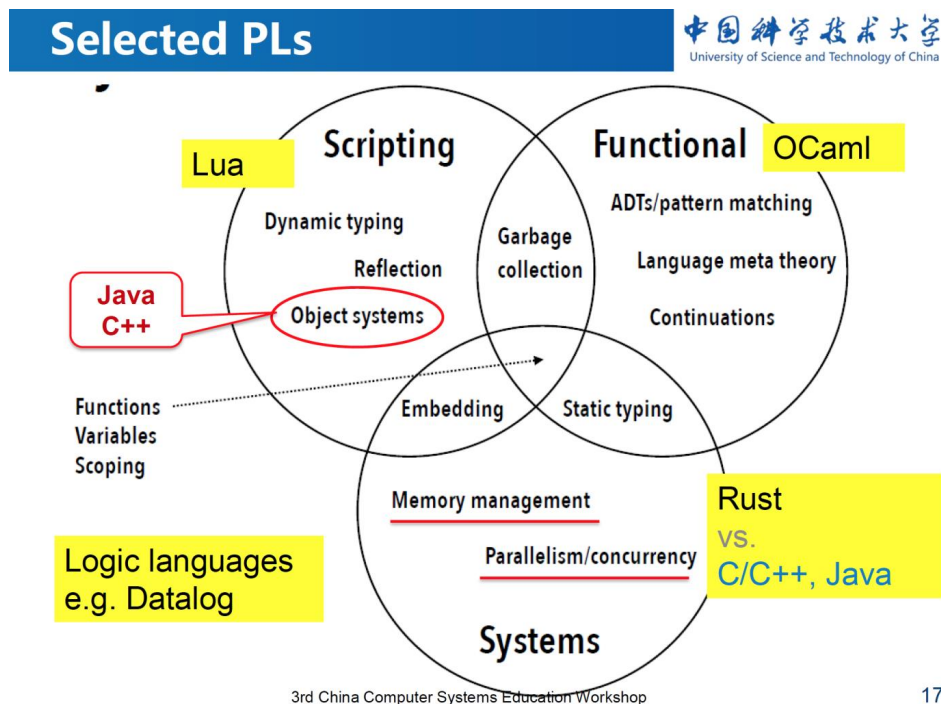 Selected PLs
中国科学技术大学
University of Science and Technology of China
Scripting
Functional
OCaml
Lua
ADTs/pattern matching
Dynamic typing
Garbage
collection
Language meta theory
Reflection
Java
C++
Object systems
Continuations
Functions
Variables
Scoping
Embedding
Static typing
Memory management
Rust
vs.
C/C++, Java
Parallelism/concurrency
Logic languages
e.g. Datalog
Systems
3rd China Computer Systems Education Workshop
17